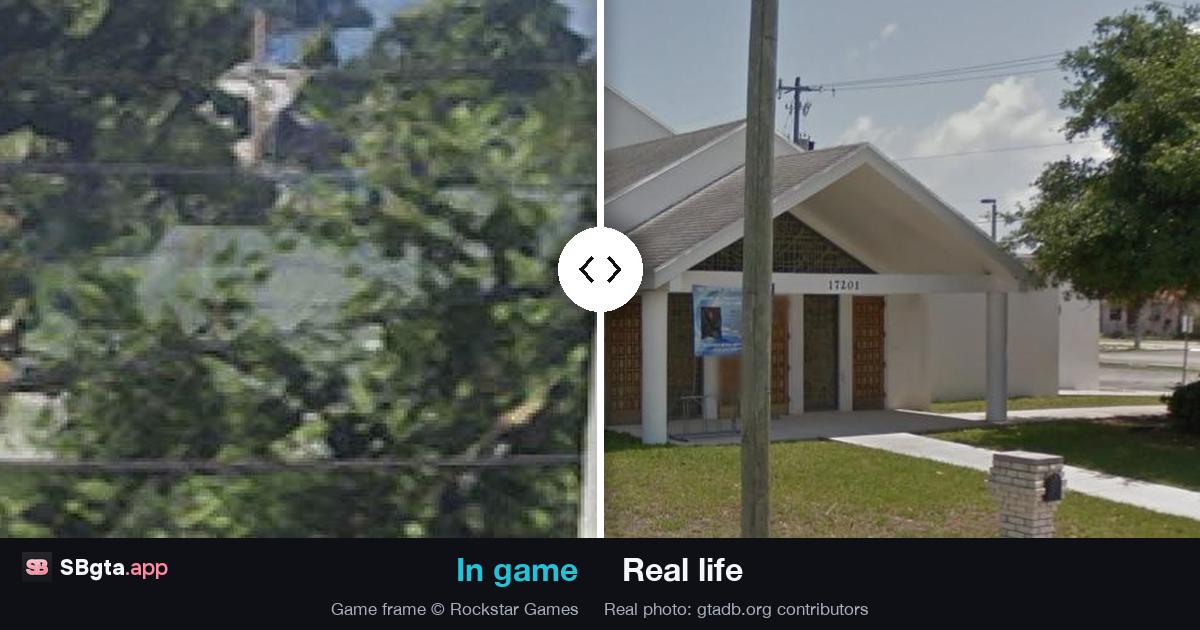 17201
SB SBgta.app
In game Real life
Game frame © Rockstar Games Real photo: gtadb.org contributors